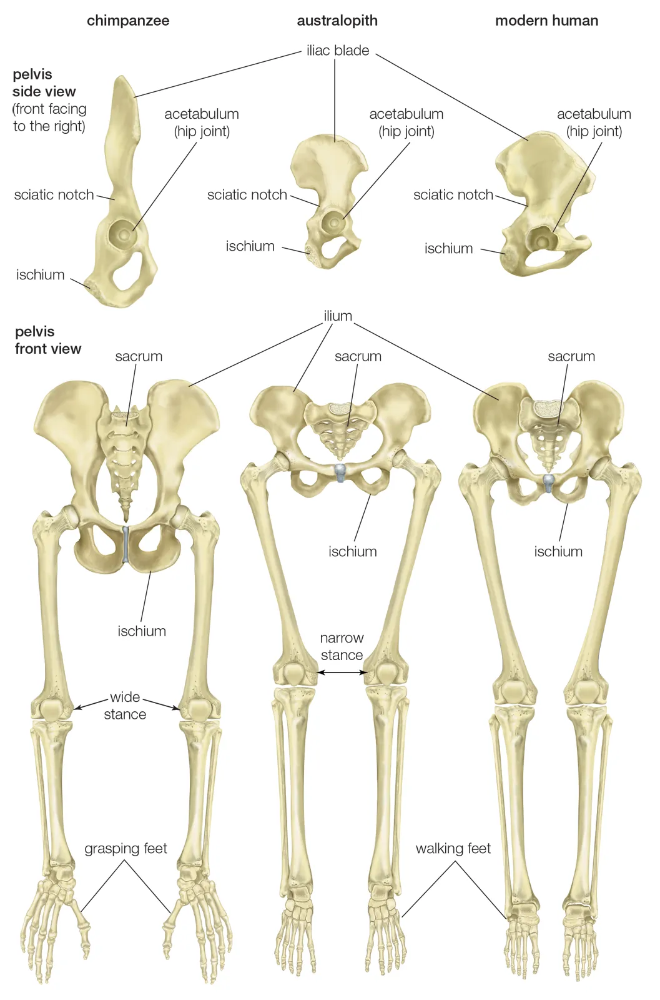 chimpanzee
australopith
modern human
iliac blade
pelvis
side view
(front facing
to the right)
acetabulum
(hip joint)
acetabulum
(hip joint)
acetabulum
(hip joint)
sciatic notch
sciatic notch
sciatic notch
ischium
ischium
ischium
ilium
pelvis
front view
sacrum
sacrum
sacrum
ischium
ischium
ischium
narrow
stance
wide
stance
grasping feet
walking feet